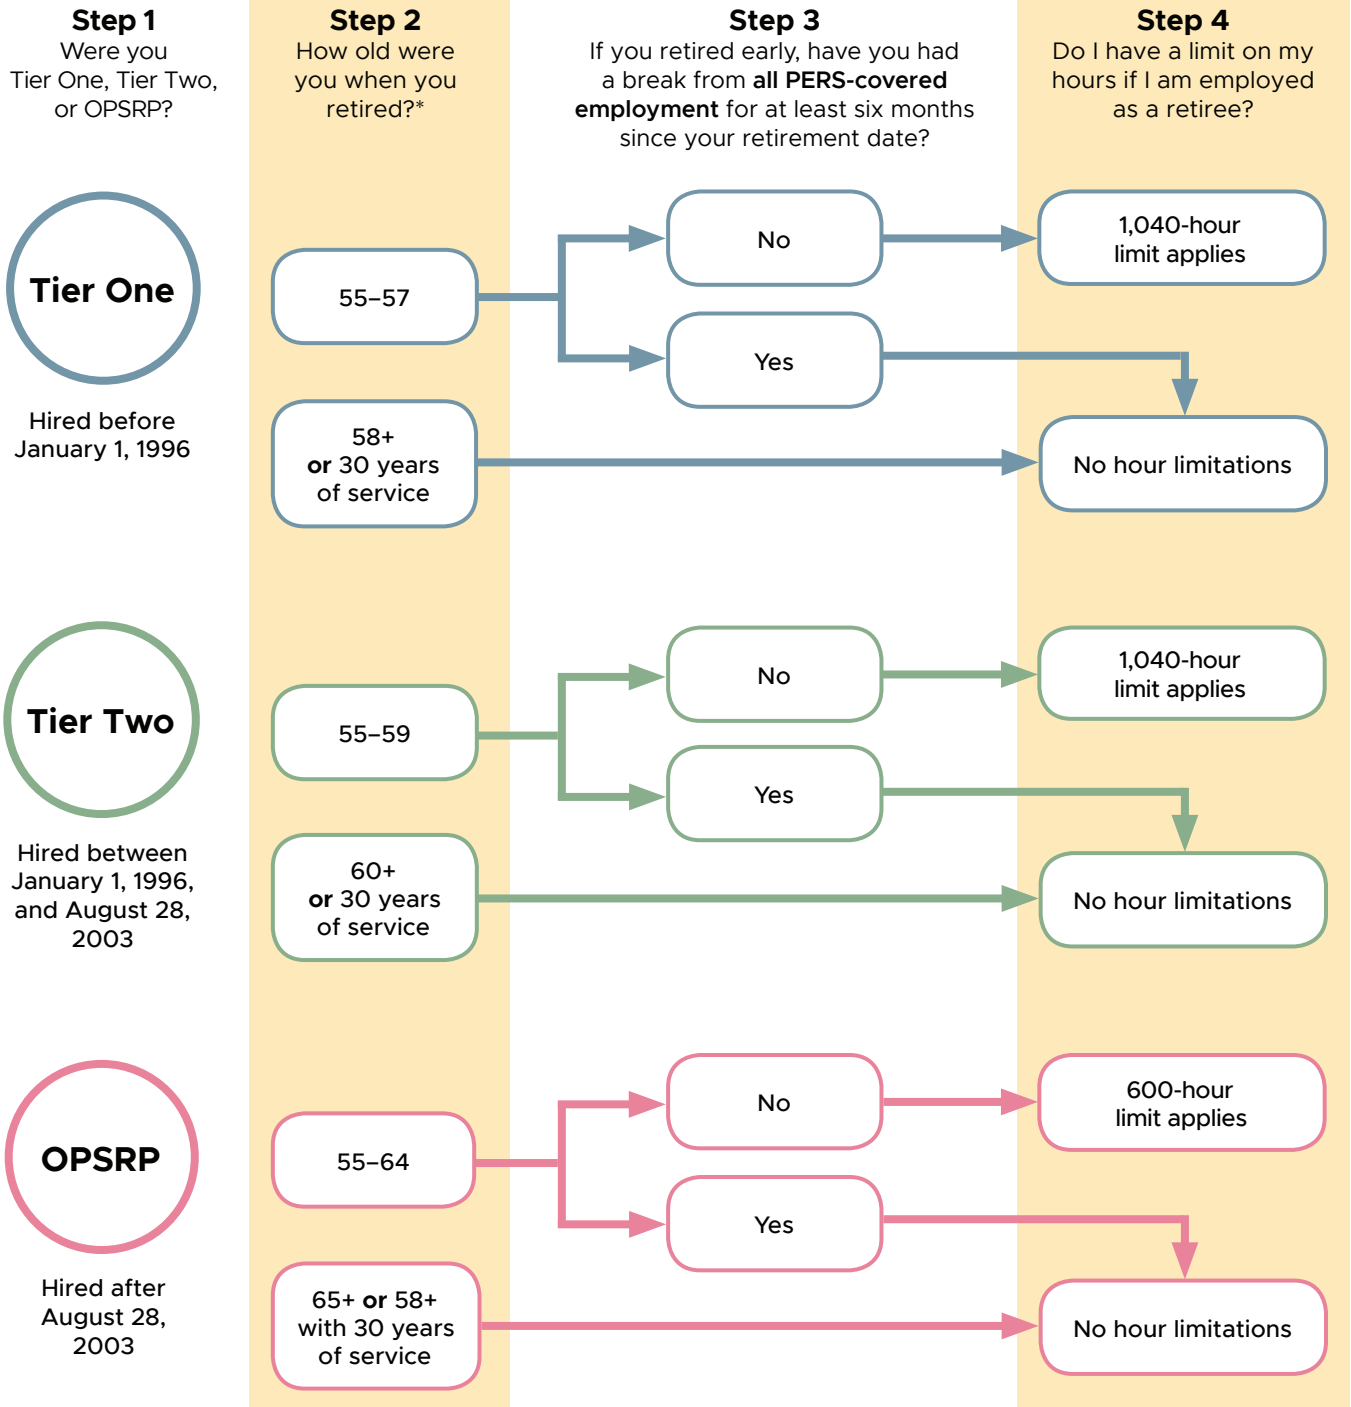 Step 1
Were you
Tier One, Tier Two,
or OPSRP?
Step 2
How old were
you when you
retired?*
Step 3
If you retired early, have you had
a break from all PERS-covered
employment for at least six months
since your retirement date?
Step 4
Do I have a limit on my
hours if I am employed
as a retiree?
Tier One
Hired before
January 1, 1996
55–57
No
1,040-hour
limit applies
Yes
58+
or 30 years
of service
No hour limitations
Tier Two
Hired between
January 1, 1996,
and August 28,
2003
55–59
No
1,040-hour
limit applies
Yes
60+
or 30 years
of service
No hour limitations
OPSRP
Hired after
August 28,
2003
55–64
No
600-hour
limit applies
Yes
65+ or 58+
with 30 years
of service
No hour limitations